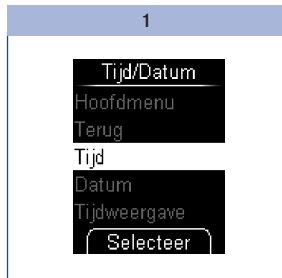 1
Tijd/Datum
Hoofdmenu
Terug
Tijd
Datum
Tijdweergave
Selecteer